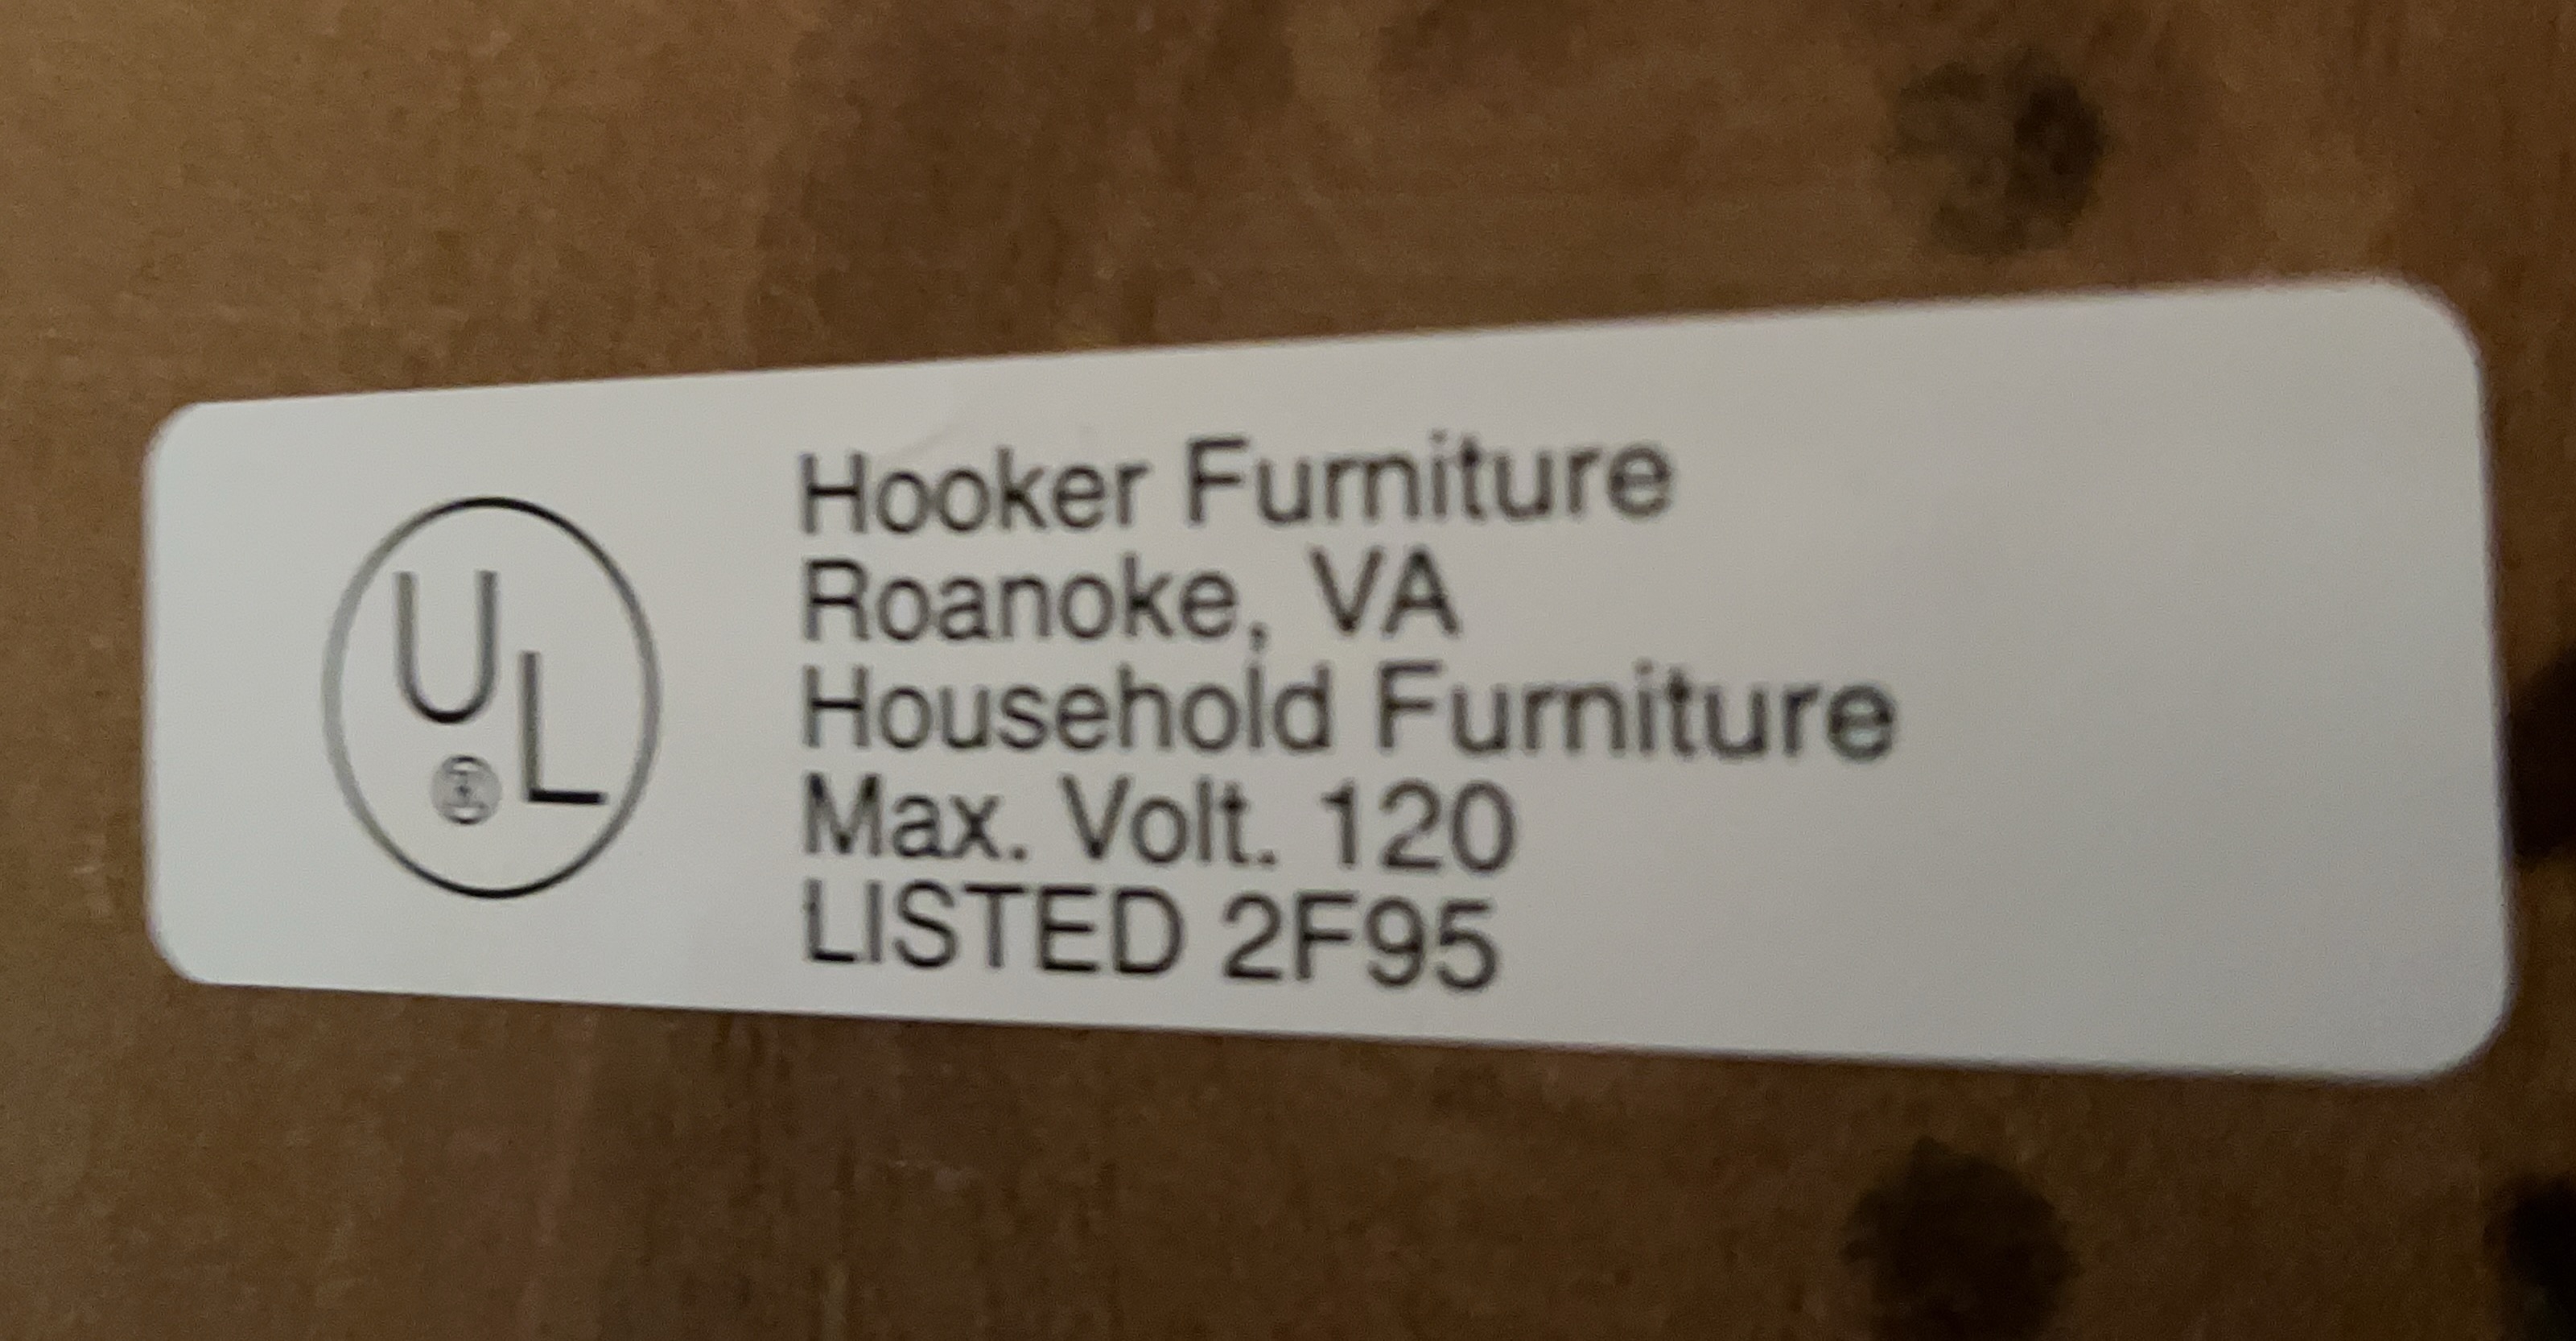 UL
®
Hooker Furniture
Roanoke, VA
Household Furniture
Max. Volt. 120
LISTED 2F95